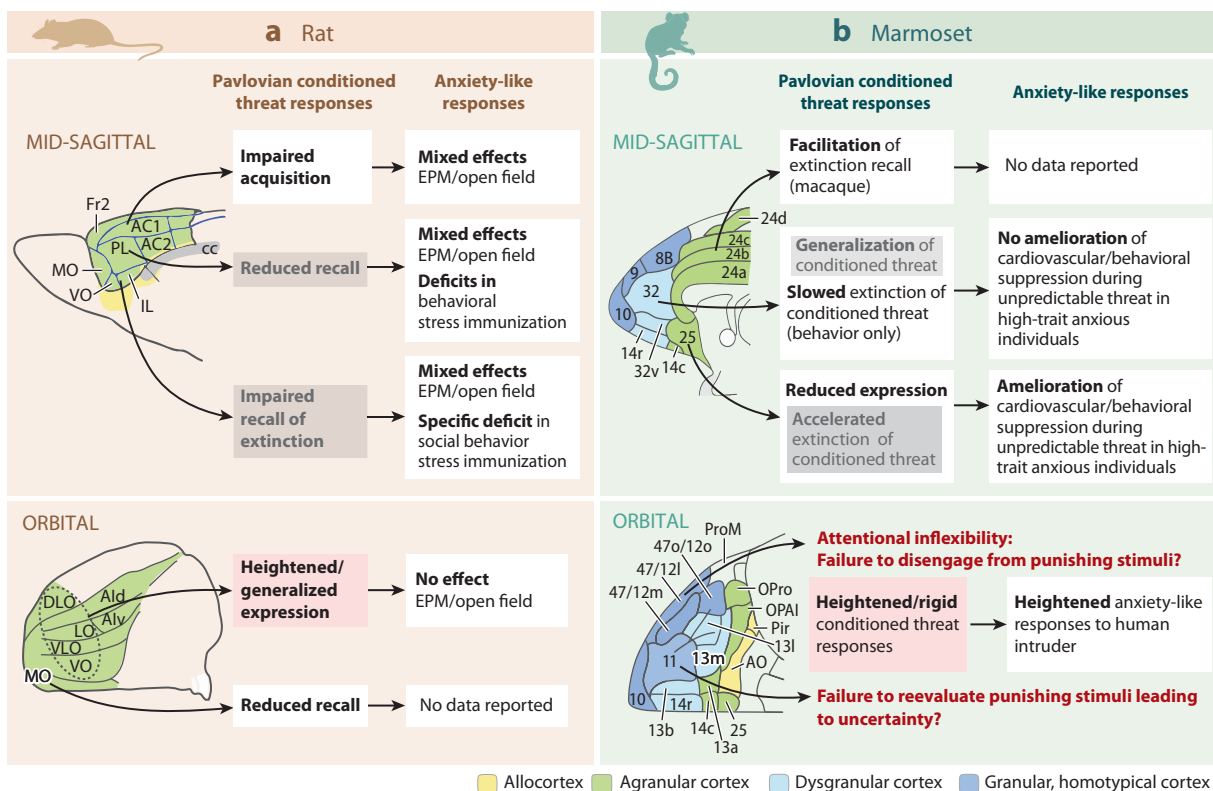 a Rat
Pavlovian conditioned
threat responses
Anxiety-like
responses
MID-SAGITTAL
Impaired
acquisition
Mixed effects
EPM/open field
Fr2
AC1
PL
AC2
cc
MO
VO
IL
Reduced recall
Mixed effects
EPM/open field
Deficits in
behavioral
stress immunization
Impaired
recall of
extinction
Mixed effects
EPM/open field
Specific deficit in
social behavior
stress immunization
ORBITAL
DLO
AId
AIv
LO
VLO
VO
MO
Heightened/
generalized
expression
No effect
EPM/open field
Reduced recall
No data reported
b Marmoset
Pavlovian conditioned
threat responses
Anxiety-like responses
MID-SAGITTAL
Facilitation of
extinction recall
(macaque)
No data reported
24d
24c
24b
24a
8B
9
32
10
25
14r
32v
14c
Generalization of
conditioned threat
Slowed extinction of
conditioned threat
(behavior only)
No amelioration of
cardiovascular/behavioral
suppression during
unpredictable threat in
high-trait anxious
individuals
Reduced expression
Accelerated
extinction of
conditioned threat
Amelioration of
cardiovascular/behavioral
suppression during
unpredictable threat in high-
trait anxious individuals
ORBITAL
ProM
47o/12o
47/12l
47/12m
OPro
OPAI
Pir
13l
AO
11
13m
10
14r
13b
14c
13a
25
Attentional inflexibility:
Failure to disengage from punishing stimuli?
Heightened/rigid
conditioned threat
responses
Heightened anxiety-like
responses to human
intruder
Failure to reevaluate punishing stimuli leading
to uncertainty?
Allocortex
Agranular cortex
Dysgranular cortex
Granular, homotypical cortex